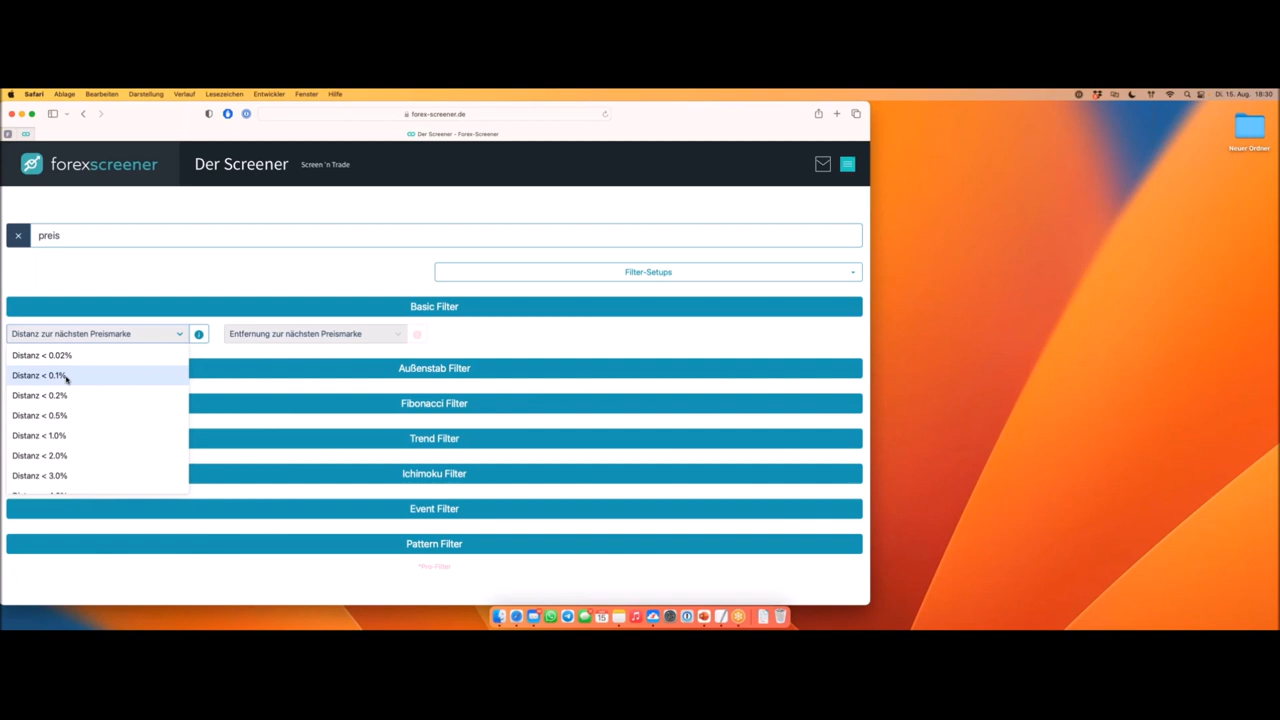 Safari Ablage Bearbeiten Darstellung Verlauf Lesezeichen Entwickler Fenster Hilfe
Di. 15. Aug. 18:30
forex-screener.de
Der Screener - Forex-Screener
Neuer Ordner
forexscreener
Der Screener
Screen 'n Trade
preis
Filter-Setups
Basic Filter
Distanz zur nächsten Preismarke
Entfernung zur nächsten Preismarke
Distanz < 0.02%
Distanz < 0.1%
Distanz < 0.2%
Distanz < 0.5%
Distanz < 1.0%
Distanz < 2.0%
Distanz < 3.0%
Außenstab Filter
Fibonacci Filter
Trend Filter
Ichimoku Filter
Event Filter
Pattern Filter
*Pro-Filter
15